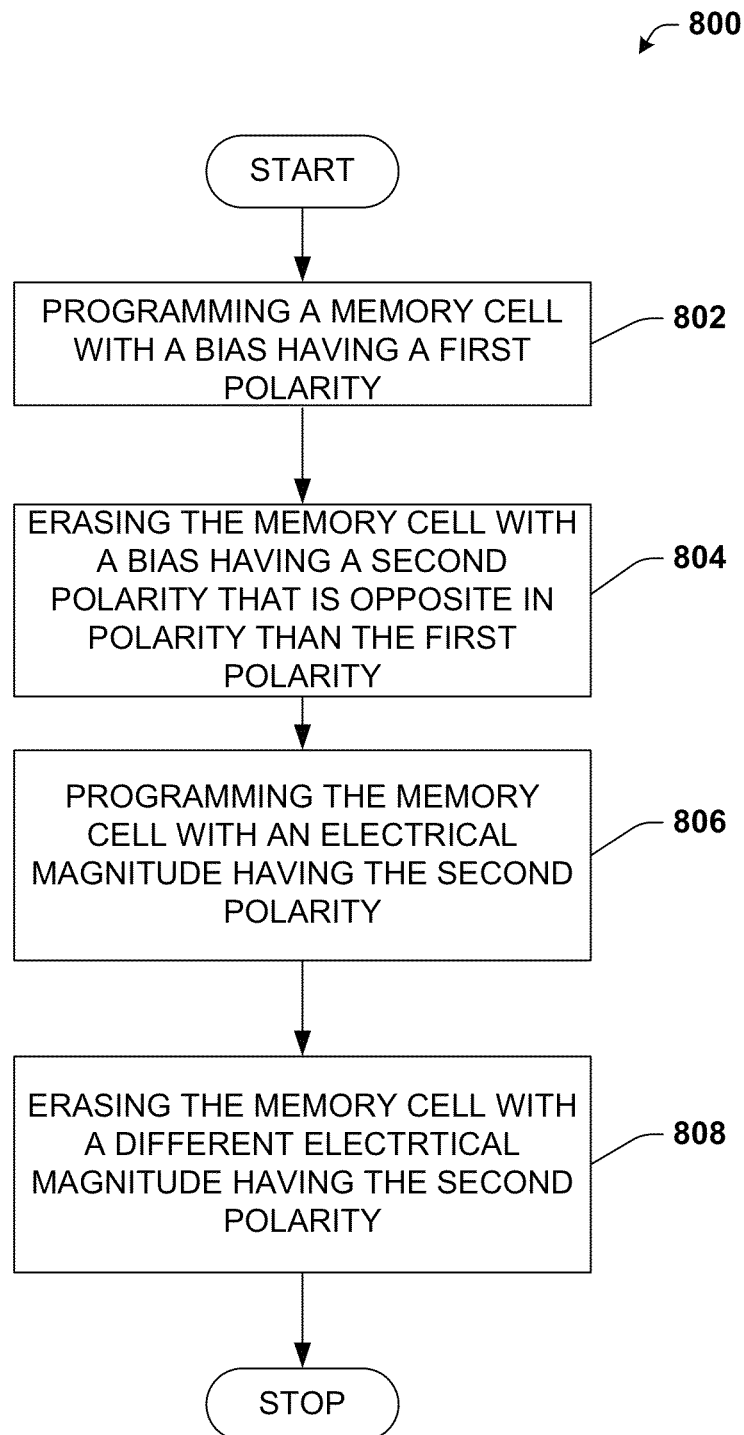 800
START
PROGRAMMING A MEMORY CELL
WITH A BIAS HAVING A FIRST
POLARITY
802
ERASING THE MEMORY CELL WITH
A BIAS HAVING A SECOND
POLARITY THAT IS OPPOSITE IN
POLARITY THAN THE FIRST
POLARITY
804
PROGRAMMING THE MEMORY
CELL WITH AN ELECTRICAL
MAGNITUDE HAVING THE SECOND
POLARITY
806
ERASING THE MEMORY CELL WITH
A DIFFERENT ELECTRTICAL
MAGNITUDE HAVING THE SECOND
POLARITY
808
STOP